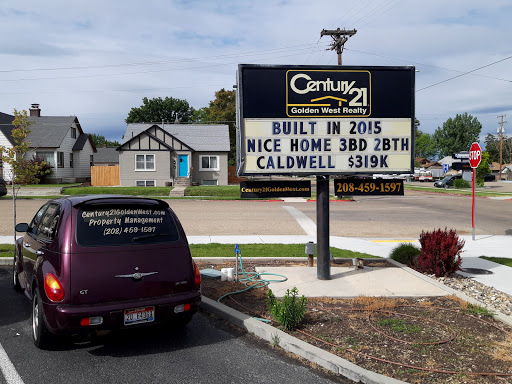 CENTURY 21
Golden West Realty
BUILT IN 2015
NICE HOME 3BD 2BTH
CALDWELL $319K
Century21GoldenWest.com
208-459-1597
STOP
Century21GoldenWest.com
Property Management
(208) 459-1597
GT